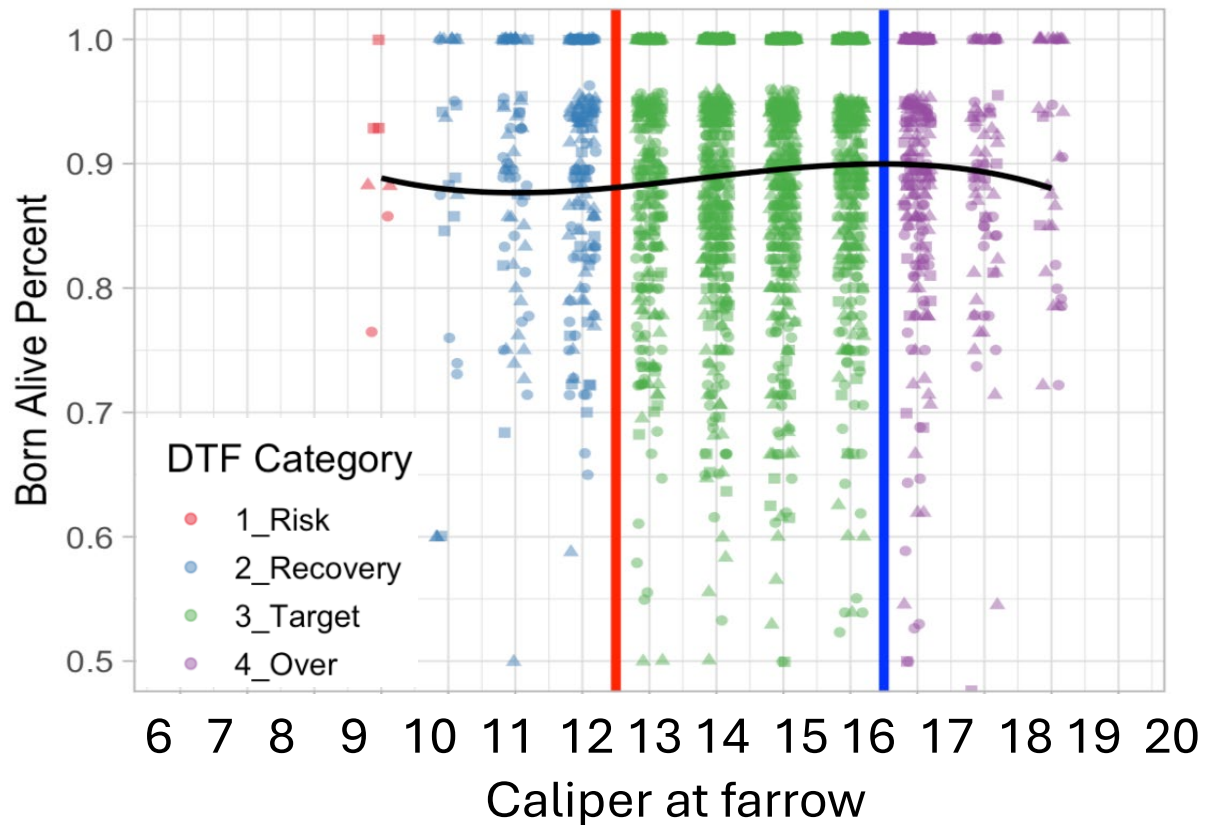 1.0
0.9
0.8
0.7
0.6
0.5
Born Alive Percent
DTF Category
1_Risk
2_Recovery
3_Target
4_Over
6 7 8 9 10 11 12 13 14 15 16 17 18 19 20
Caliper at farrow